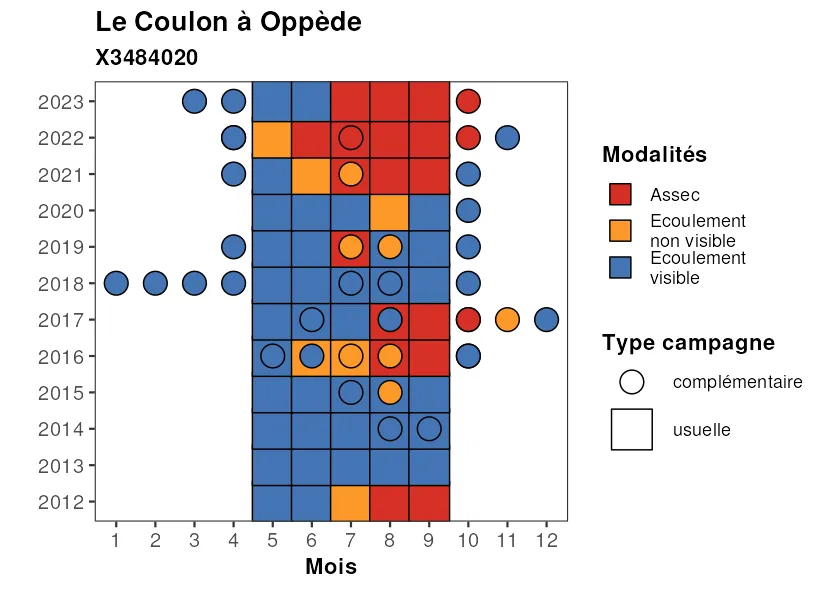 Le Coulon à Oppède
X3484020
2023
2022
2021
2020
2019
2018
2017
2016
2015
2014
2013
2012
1 2 3 4 5 6 7 8 9 10 11 12
Mois
Modalités
Assec
Ecoulement
non visible
Ecoulement
visible
Type campagne
complémentaire
usuelle